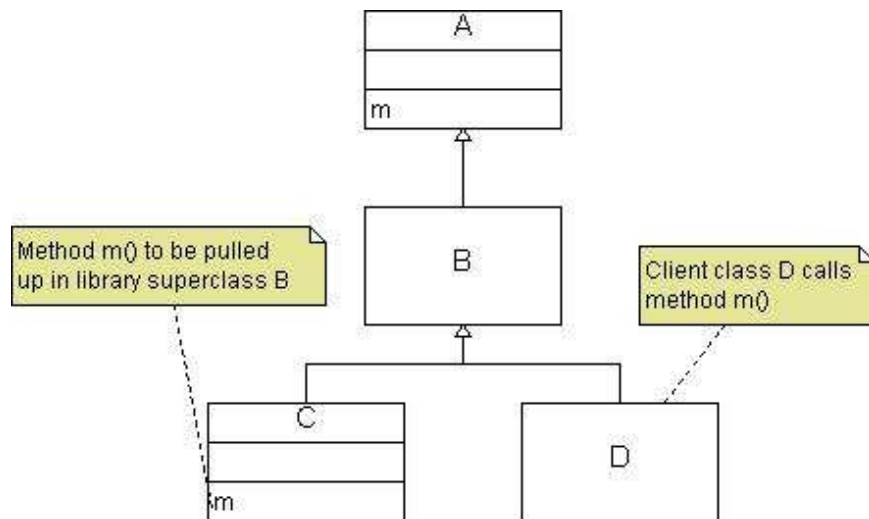 A
m
Method m() to be pulled
up in library superclass B
B
Client class D calls
method m()
C
m
D